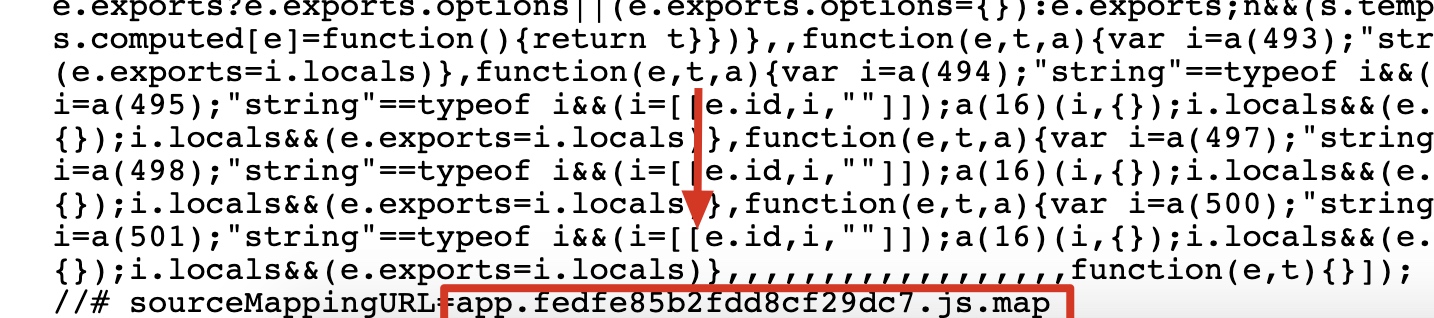 e.exports?e.exports.options||(e.exports.options={}):e.exports;n&&(s.temp
s.computed[e]=function(){return t}})},,function(e,t,a){var i=a(493);"str
(e.exports=i.locals)},function(e,t,a){var i=a(494);"string"==typeof i&&(
i=a(495);"string"==typeof i&&(i=[[e.id,i,""]]);a(16)(i,{});i.locals&&(e.
{});i.locals&&(e.exports=i.locals)},function(e,t,a){var i=a(497);"string
i=a(498);"string"==typeof i&&(i=[[e.id,i,""]]);a(16)(i,{});i.locals&&(e.
{});i.locals&&(e.exports=i.locals)},function(e,t,a){var i=a(500);"string
i=a(501);"string"==typeof i&&(i=[[e.id,i,""]]);a(16)(i,{});i.locals&&(e.
{});i.locals&&(e.exports=i.locals)},,,,,,,,,,,,,,,,,,,,,function(e,t){}]);
//# sourceMappingURL=app.fedfe85b2fdd8cf29dc7.js.map